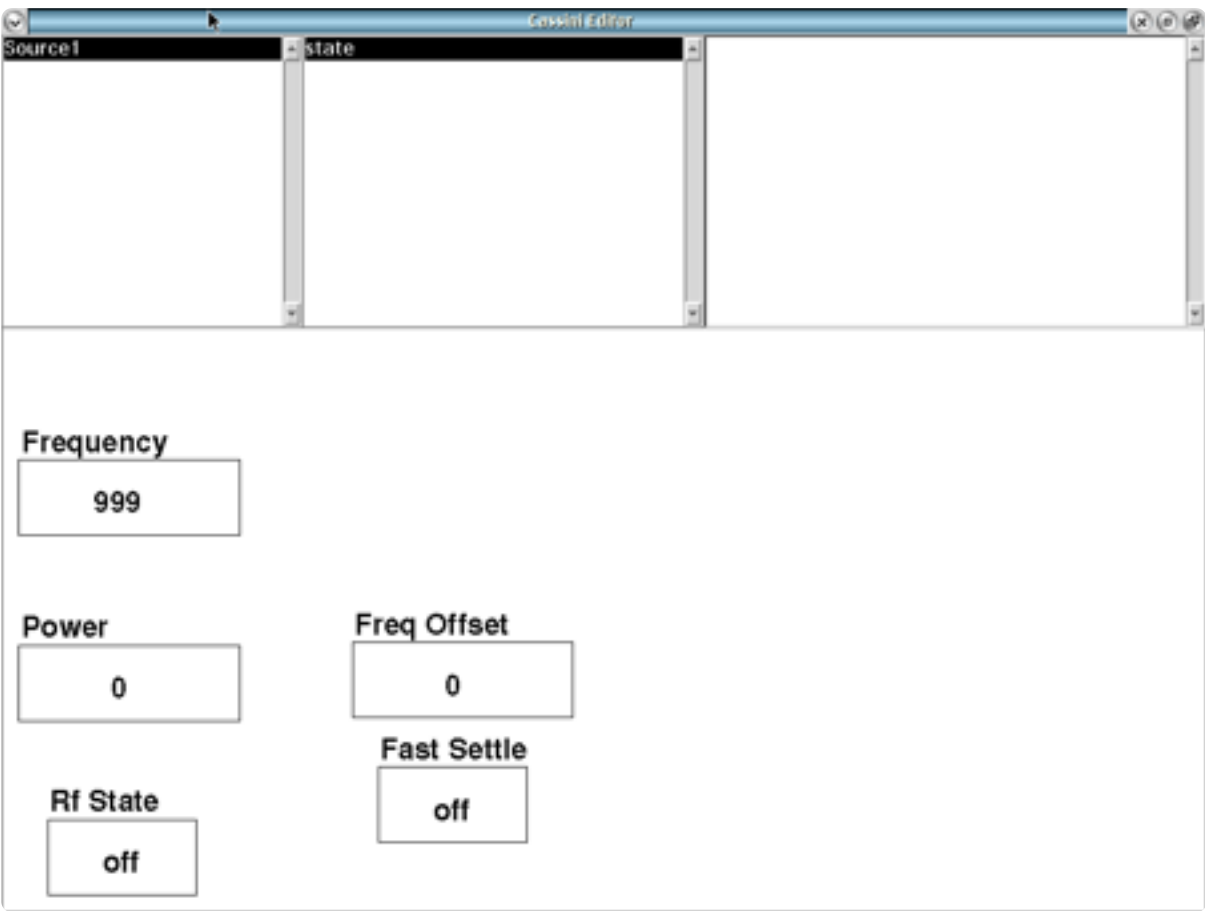 Cassini Editor
Source1
state
Frequency
999
Power
0
Freq Offset
0
Fast Settle
off
Rf State
off